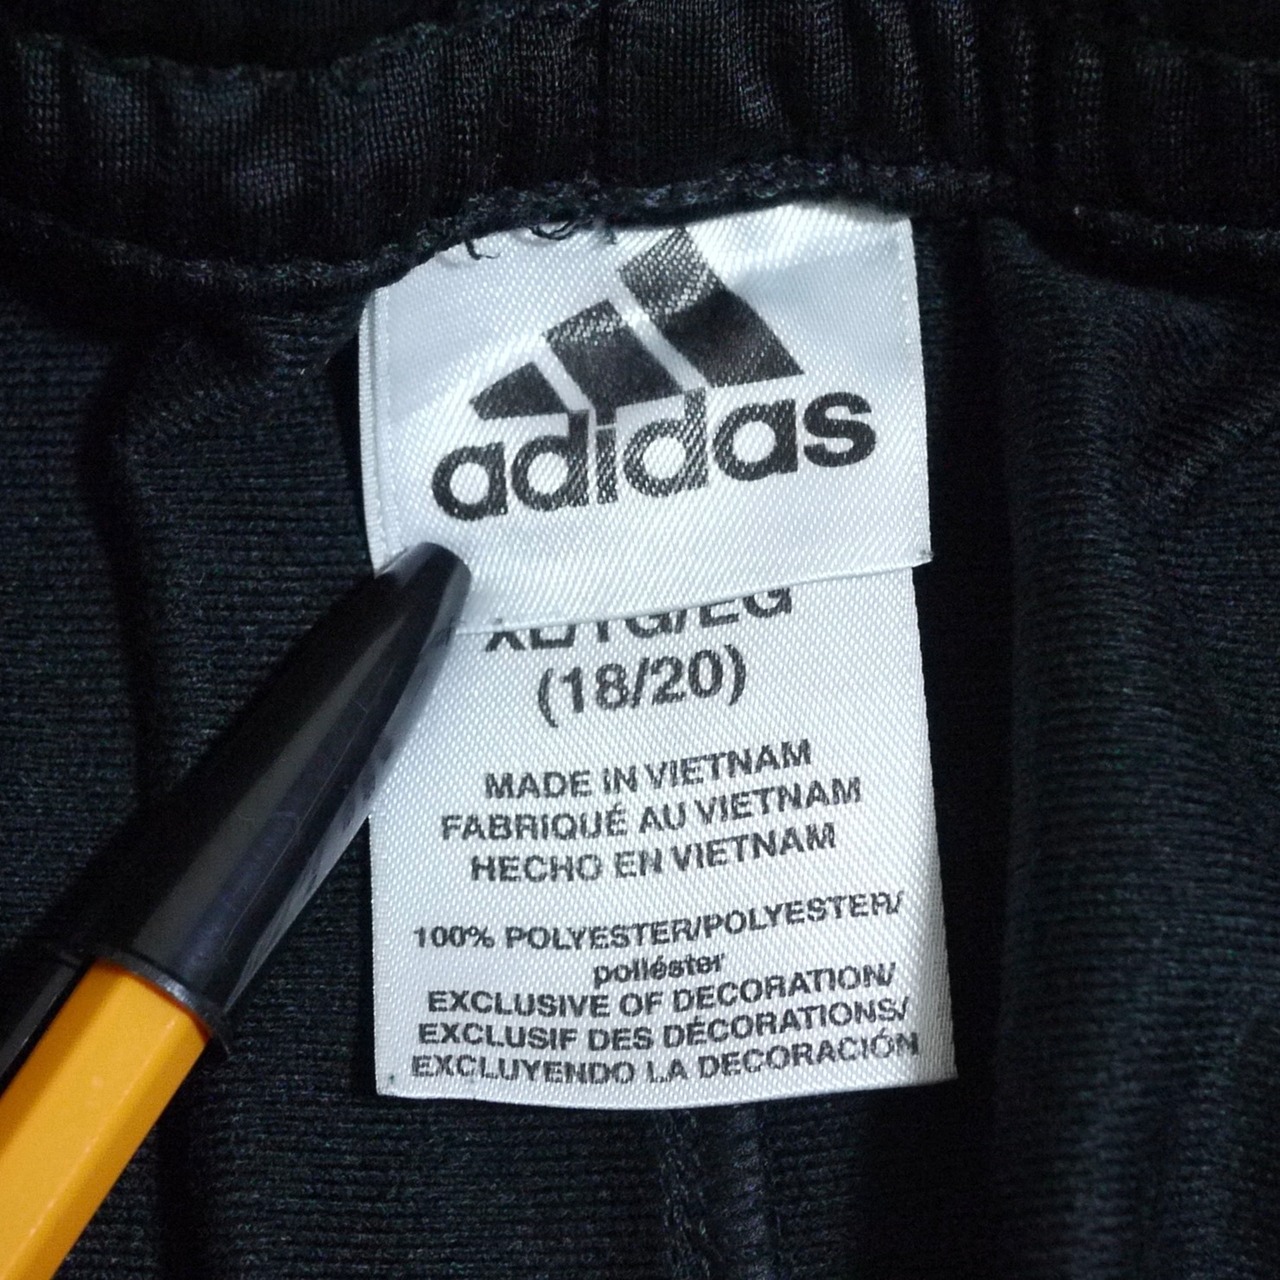 adidas
XL/TG/EG
(18/20)
MADE IN VIETNAM
FABRIQUÉ AU VIETNAM
HECHO EN VIETNAM
100% POLYESTER/POLYESTER/
poliéster
EXCLUSIVE OF DECORATION/
EXCLUSIF DES DÉCORATIONS/
EXCLUYENDO LA DECORACIÓN